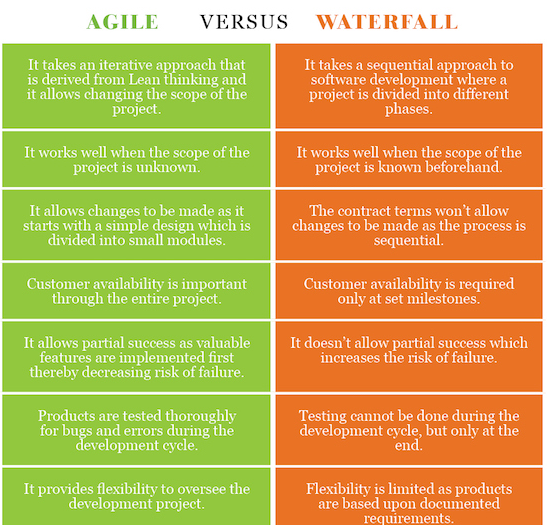 AGILE VERSUS WATERFALL
It takes an iterative approach that
is derived from Lean thinking and
it allows changing the scope of the
project.
It takes a sequential approach to
software development where a
project is divided into different
phases.
It works well when the scope of the
project is unknown.
It works well when the scope of the
project is known beforehand.
It allows changes to be made as it
starts with a simple design which is
divided into small modules.
The contract terms won't allow
changes to be made as the process is
sequential.
Customer availability is important
through the entire project.
Customer availability is required
only at set milestones.
It allows partial success as valuable
features are implemented first
thereby decreasing risk of failure.
It doesn't allow partial success which
increases the risk of failure.
Products are tested thoroughly
for bugs and errors during the
development cycle.
Testing cannot be done during the
development cycle, but only at the
end.
It provides flexibility to oversee the
development project.
Flexibility is limited as products
are based upon documented
requirements.